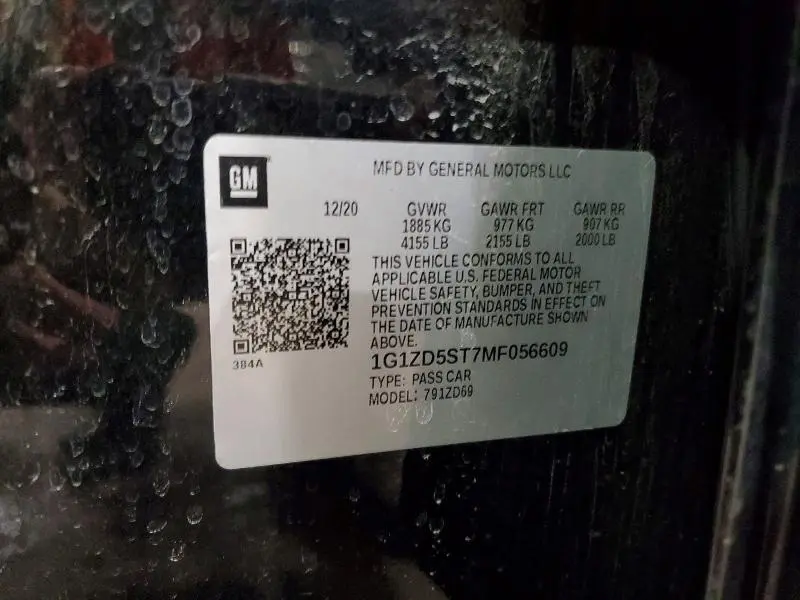 GM
MFD BY GENERAL MOTORS LLC
12/20 GVWR GAWR FRT GAWR RR
1885 KG 977 KG 907 KG
4155 LB 2155 LB 2000 LB
THIS VEHICLE CONFORMS TO ALL
APPLICABLE U.S. FEDERAL MOTOR
VEHICLE SAFETY, BUMPER, AND THEFT
PREVENTION STANDARDS IN EFFECT ON
THE DATE OF MANUFACTURE SHOWN
ABOVE.
384A
1G1ZD5ST7MF056609
TYPE: PASS CAR
MODEL: 791ZD69